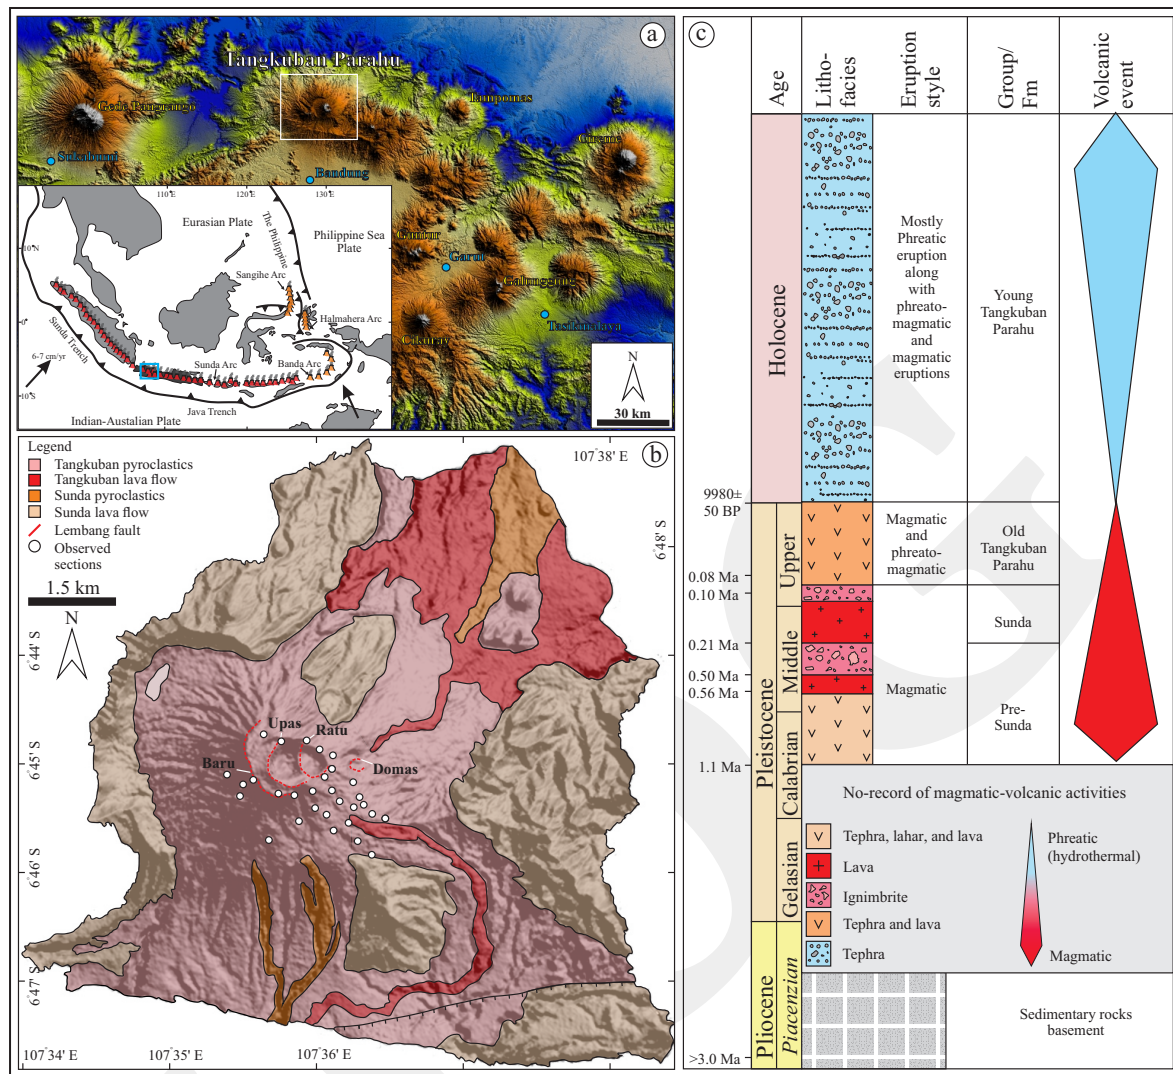 a
Tangkuban Parahu
Gede Pangrango
Tampomas
Cireme
Sukabumi
Bandung
Guntur
Garut
Galunggung
Tasikmalaya
Cikuray
N
30 km
110°E
120°E
130°E
10°N
0°
10°S
Eurasian Plate
The Philippine
Philippine Sea
Plate
Sangihe Arc
Halmahera Arc
Sunda Trench
6-7 cm/yr
Sunda Arc
Banda Arc
Java Trench
Indian-Austalian Plate
b
Legend
Tangkuban pyroclastics
Tangkuban lava flow
Sunda pyroclastics
Sunda lava flow
Lembang fault
Observed
sections
1.5 km
N
107°38' E
6°48' S
6°44' S
6°45' S
6°45' S
6°46' S
6°47' S
Upas
Ratu
Baru
Domas
107°34' E
107°35' E
107°36' E
c
Age
Litho-
facies
Eruption
style
Group/
Fm
Volcanic
event
Holocene
Mostly
Phreatic
eruption
along
with
phreato-
magmatic
and
magmatic
eruptions
Young
Tangkuban
Parahu
9980±
50 BP
Pleistocene
Upper
Magmatic
and
phreato-
magmatic
Old
Tangkuban
Parahu
0.08 Ma
0.10 Ma
Middle
Sunda
0.21 Ma
0.50 Ma
0.56 Ma
Magmatic
Pre-
Sunda
Calabrian
1.1 Ma
No-record of magmatic-volcanic activities
Gelasian
Tephra, lahar, and lava
Lava
Ignimbrite
Tephra and lava
Tephra
Phreatic
(hydrothermal)
Magmatic
Pliocene
Piacenzian
Sedimentary rocks
basement
>3.0 Ma